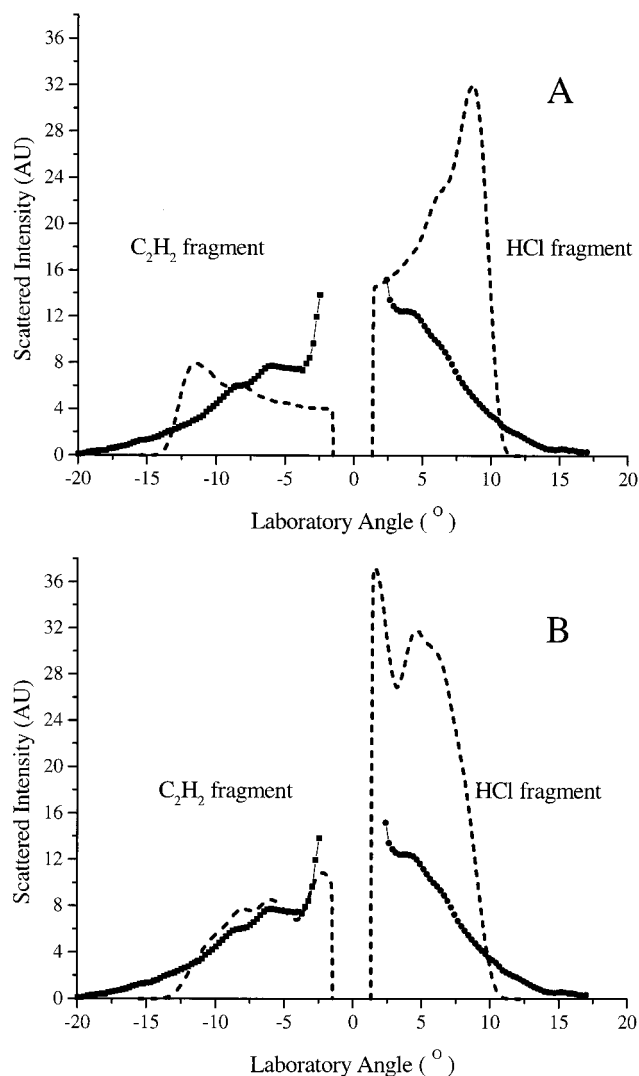 A
Scattered Intensity (AU)
36
32
28
24
20
16
12
8
4
0
C₂H₂ fragment
HCl fragment
-20 -15 -10 -5 0 5 10 15 20
Laboratory Angle ( ᴼ )
B
Scattered Intensity (AU)
36
32
28
24
20
16
12
8
4
0
C₂H₂ fragment
HCl fragment
-20 -15 -10 -5 0 5 10 15 20
Laboratory Angle ( ᴼ )